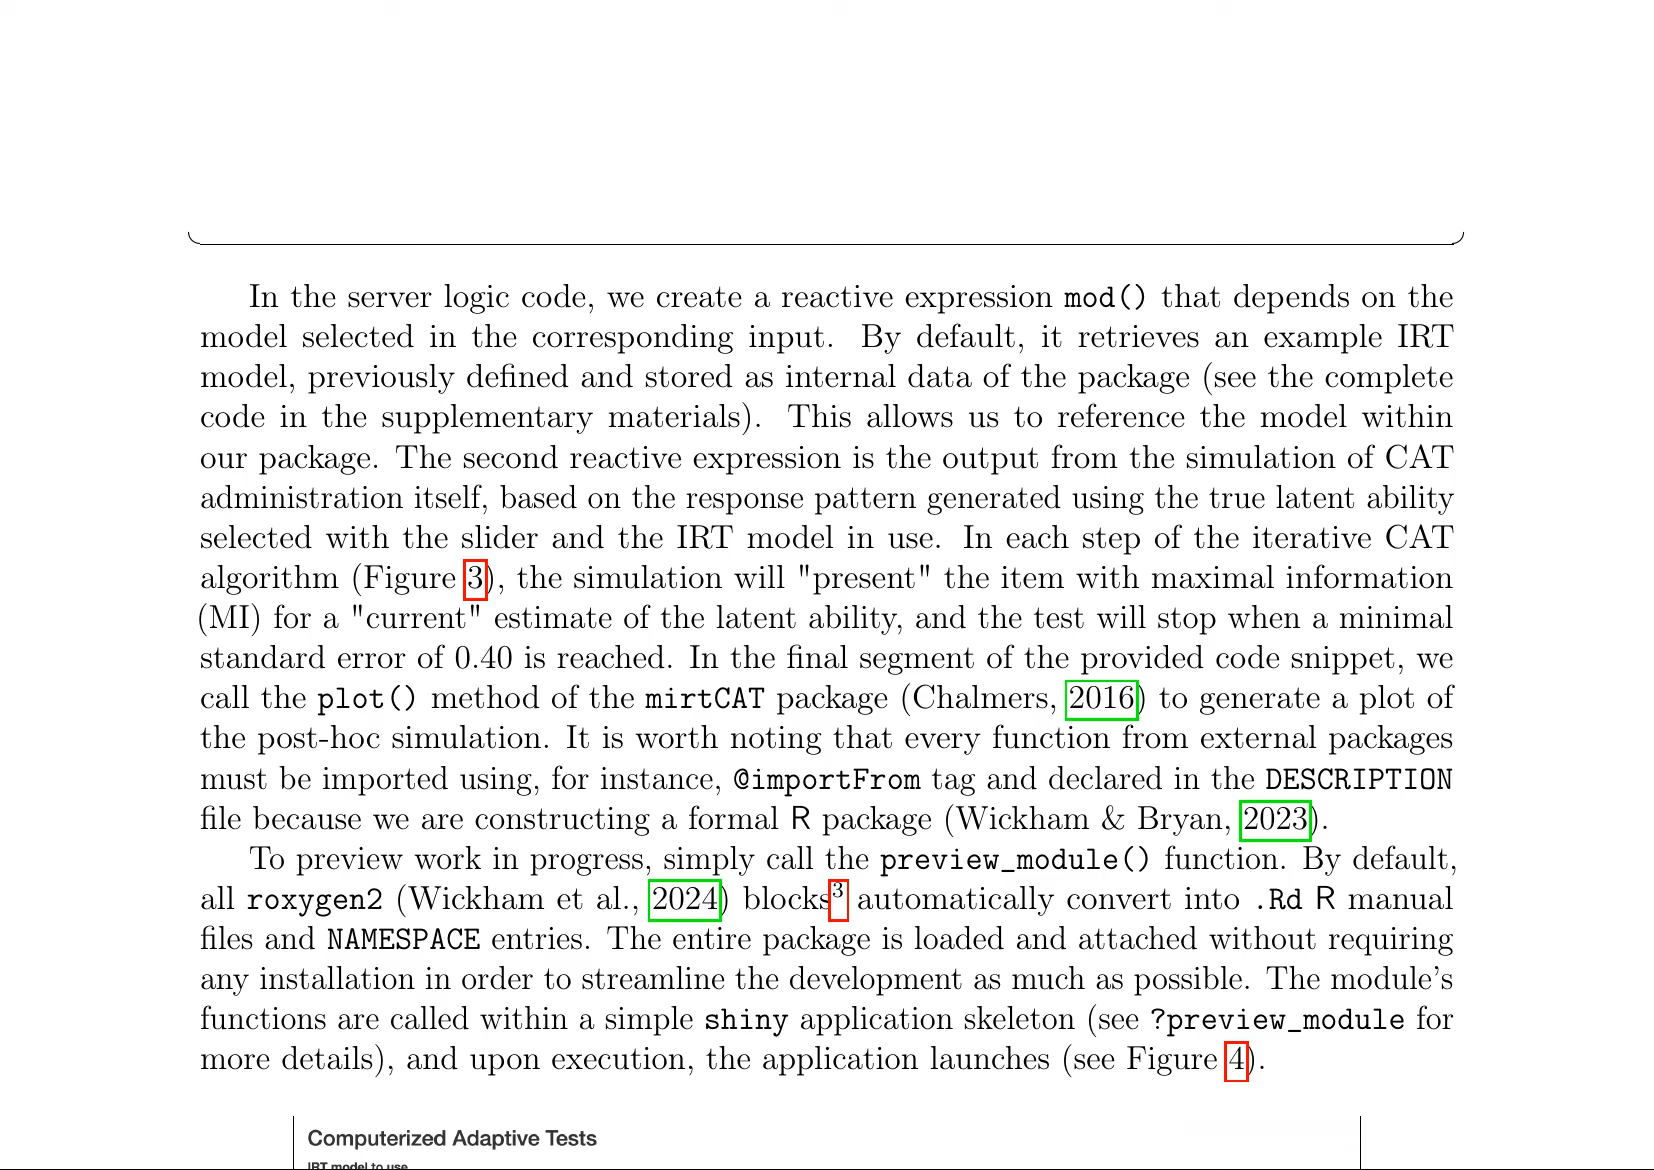 In the server logic code, we create a reactive expression mod() that depends on the
model selected in the corresponding input. By default, it retrieves an example IRT
model, previously defined and stored as internal data of the package (see the complete
code in the supplementary materials). This allows us to reference the model within
our package. The second reactive expression is the output from the simulation of CAT
administration itself, based on the response pattern generated using the true latent ability
selected with the slider and the IRT model in use. In each step of the iterative CAT
algorithm (Figure 3), the simulation will "present" the item with maximal information
(MI) for a "current" estimate of the latent ability, and the test will stop when a minimal
standard error of 0.40 is reached. In the final segment of the provided code snippet, we
call the plot() method of the mirtCAT package (Chalmers, 2016) to generate a plot of
the post-hoc simulation. It is worth noting that every function from external packages
must be imported using, for instance, @importFrom tag and declared in the DESCRIPTION
file because we are constructing a formal R package (Wickham & Bryan, 2023).
To preview work in progress, simply call the preview_module() function. By default,
all roxygen2 (Wickham et al., 2024) blocks³ automatically convert into .Rd R manual
files and NAMESPACE entries. The entire package is loaded and attached without requiring
any installation in order to streamline the development as much as possible. The module's
functions are called within a simple shiny application skeleton (see ?preview_module for
more details), and upon execution, the application launches (see Figure 4).
Computerized Adaptive Tests
IRT model to use